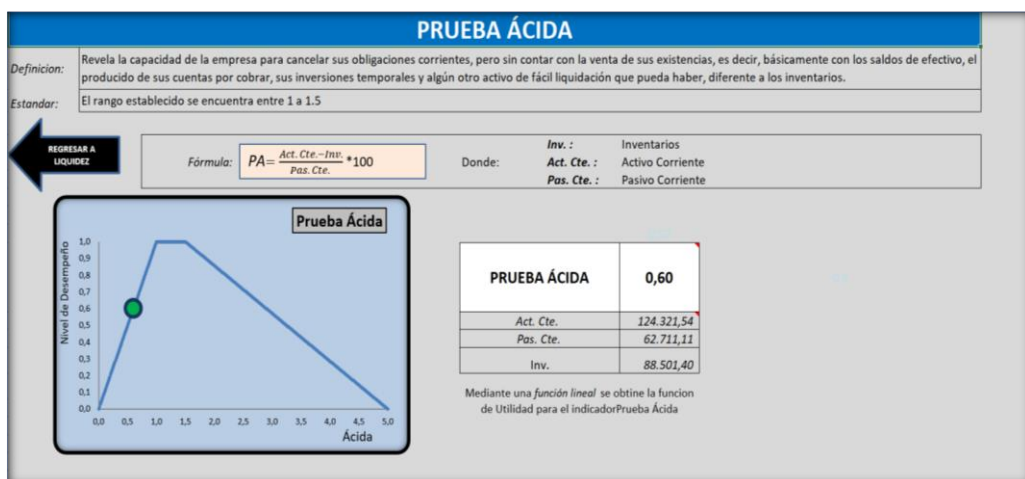 PRUEBA ÁCIDA
Definicion:
Revela la capacidad de la empresa para cancelar sus obligaciones corrientes, pero sin contar con la venta de sus existencias, es decir, básicamente con los saldos de efectivo, el
producido de sus cuentas por cobrar, sus inversiones temporales y algún otro activo de fácil liquidación que pueda haber, diferente a los inventarios.
Estandar:
El rango establecido se encuentra entre 1 a 1.5
REGRESAR A
LIQUIDEZ
Fórmula: PA= Act. Cte.−Inv. / Pas. Cte. *100
Donde:
Inv. : Inventarios
Act. Cte. : Activo Corriente
Pas. Cte. : Pasivo Corriente
Prueba Ácida
Nivel de Desempeño
1,0
0,9
0,8
0,7
0,6
0,5
0,4
0,3
0,2
0,1
0,0
0,0 0,5 1,0 1,5 2,0 2,5 3,0 3,5 4,0 4,5 5,0
Ácida
PRUEBA ÁCIDA 0,60
Act. Cte. 124.321,54
Pas. Cte. 62.711,11
Inv. 88.501,40
Mediante una función lineal se obtine la funcion
de Utilidad para el indicadorPrueba Ácida